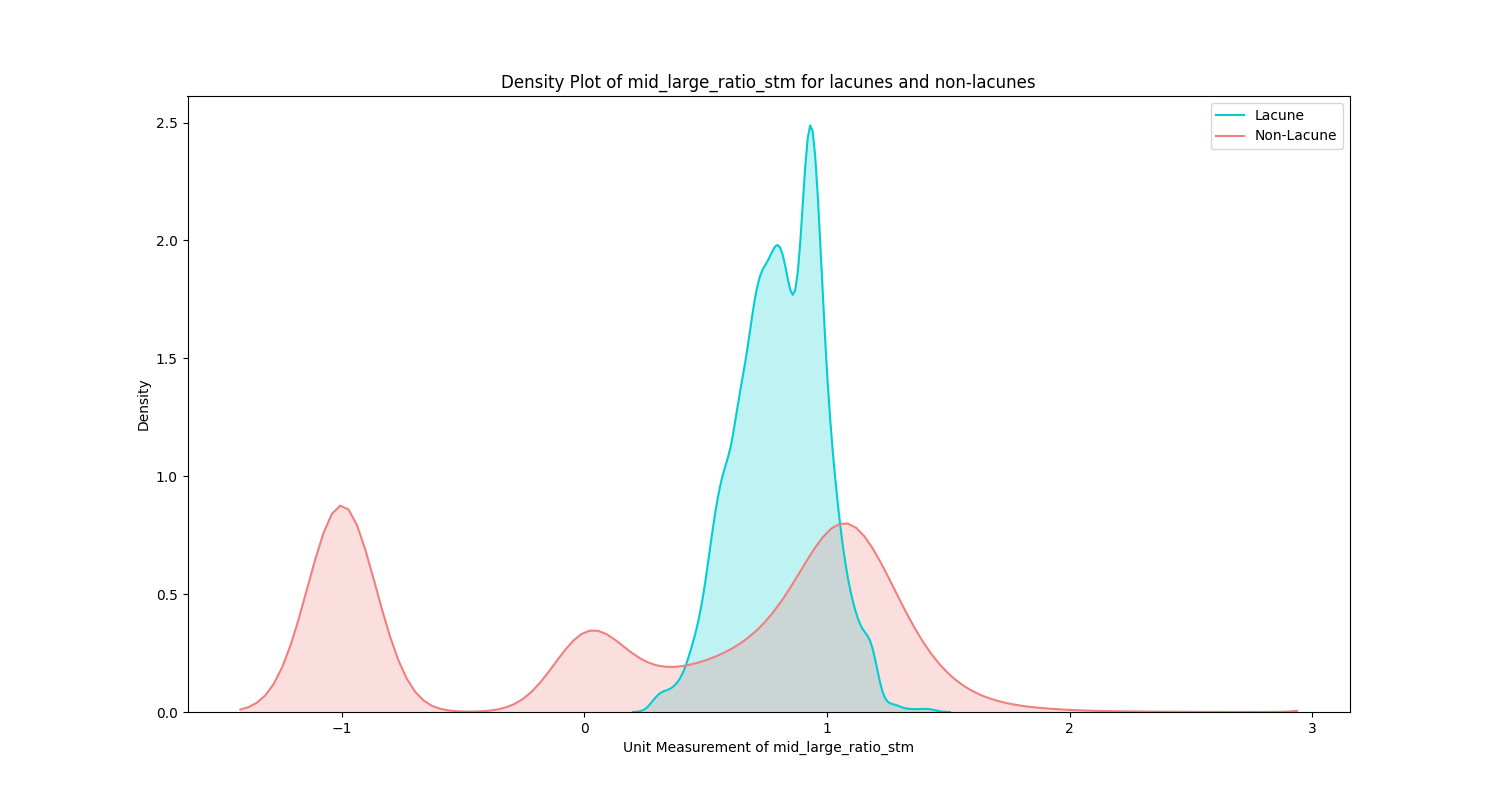 Density Plot of mid_large_ratio_stm for lacunes and non-lacunes
Lacune
Non-Lacune
2.5
2.0
1.5
1.0
0.5
0.0
Density
−1
0
1
2
3
Unit Measurement of mid_large_ratio_stm